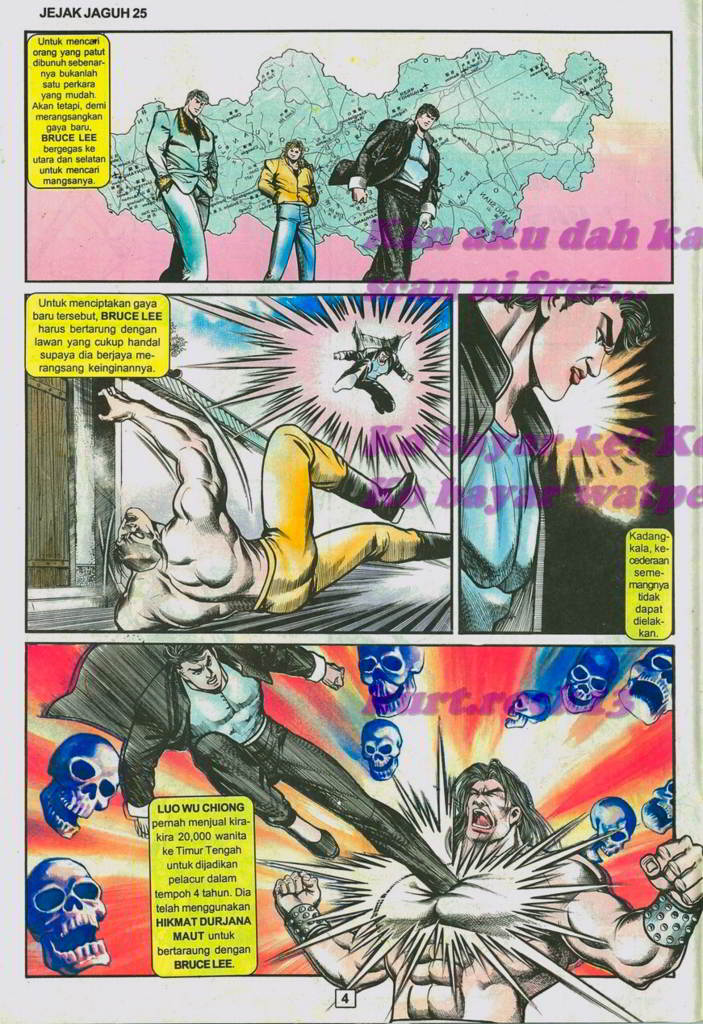 JEJAK JAGUH 25
Untuk mencari
orang yang patut
dibunuh sebenar-
nya bukanlah
satu perkara
yang mudah.
Akan tetapi, demi
merangsangkan
gaya baru,
BRUCE LEE
bergegas ke
utara dan selatan
untuk mencari
mangsanya.
Kan aku dah ka
scan ni free...
Untuk menciptakan gaya
baru tersebut, BRUCE LEE
harus bertarung dengan
lawan yang cukup handal
supaya dia berjaya me-
rangsang keinginannya.
Ko bayar ke? Ka
Ko bayar watpe
Kadang-
kala, ke-
cederaan
seme-
mangnya
tidak
dapat
dielak-
kan.
LUO WU CHIONG
pernah menjual kira-
kira 20,000 wanita
ke Timur Tengah
untuk dijadikan
pelacur dalam
tempoh 4 tahun. Dia
telah menggunakan
HIKMAT DURJANA
MAUT untuk
bertaraung dengan
BRUCE LEE.
4